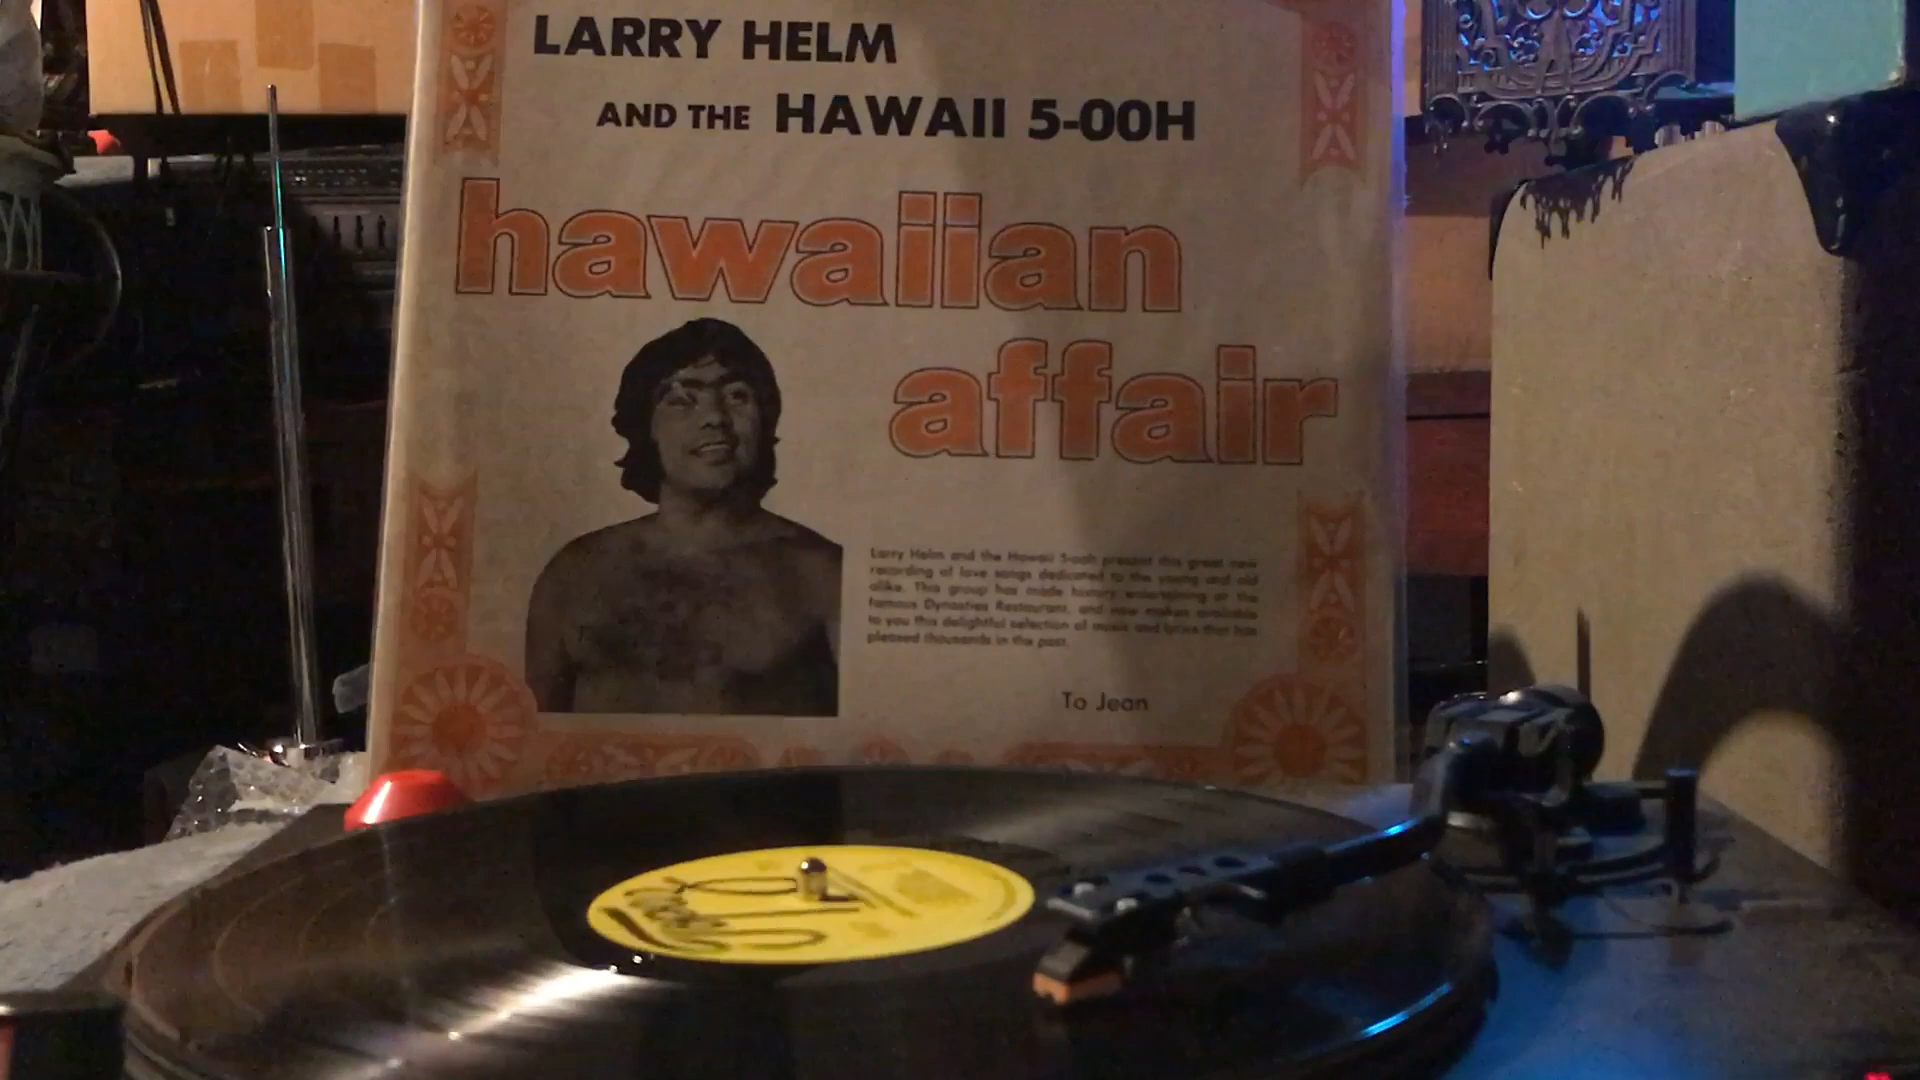 LARRY HELM
AND THE HAWAII 5-OOH
hawaiian
affair
Larry Helm and the Hawaii 5-ooh present this great new
recording of love songs dedicated to the young and old
alike. This group has made history entertaining at the
famous Dynasties Restaurant, and now makes available
to you this delightful selection of music and lyrics that has
pleased thousands in the past.
To Jean